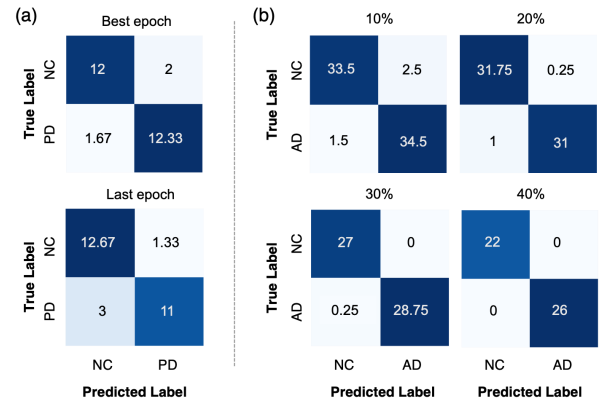 (a)
Best epoch
True Label
NC
12
2
PD
1.67
12.33
Last epoch
True Label
NC
12.67
1.33
PD
3
11
NC
PD
Predicted Label
(b)
10%
20%
True Label
NC
33.5
2.5
31.75
0.25
AD
1.5
34.5
1
31
30%
40%
True Label
NC
27
0
22
0
AD
0.25
28.75
0
26
NC
AD
NC
AD
Predicted Label
Predicted Label